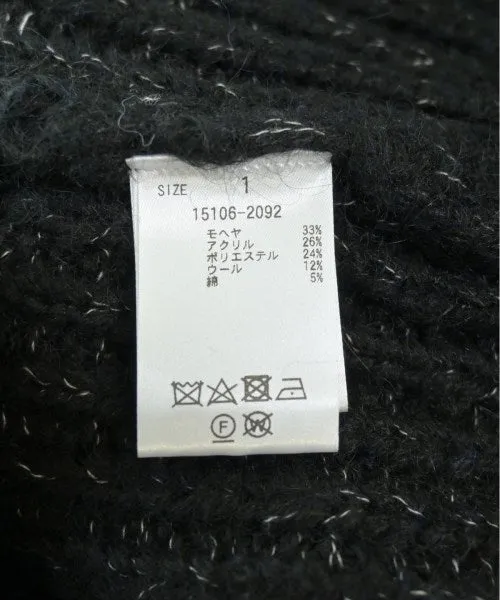 SIZE 1
15106-2092
モヘヤ 33%
アクリル 26%
ポリエステル 24%
ウール 12%
綿 5%
F W